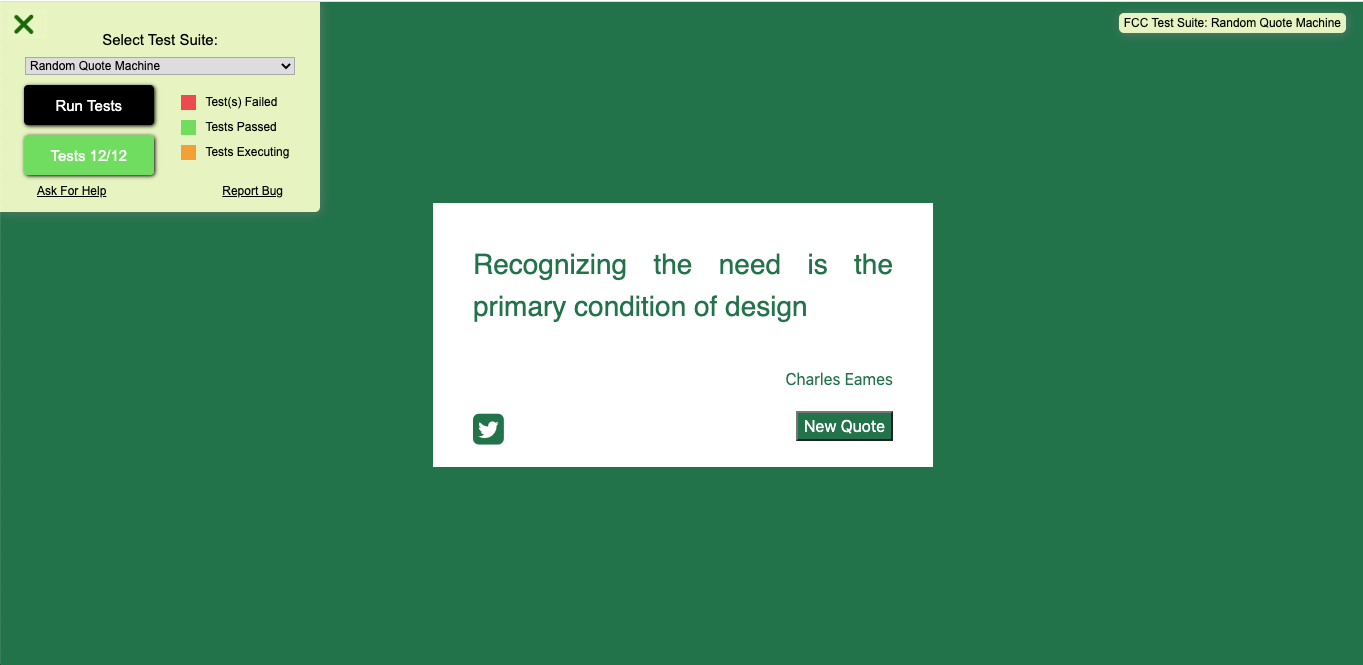 Select Test Suite:
Random Quote Machine
Run Tests
Tests 12/12
Test(s) Failed
Tests Passed
Tests Executing
Ask For Help
Report Bug
FCC Test Suite: Random Quote Machine
Recognizing the need is the
primary condition of design
Charles Eames
New Quote